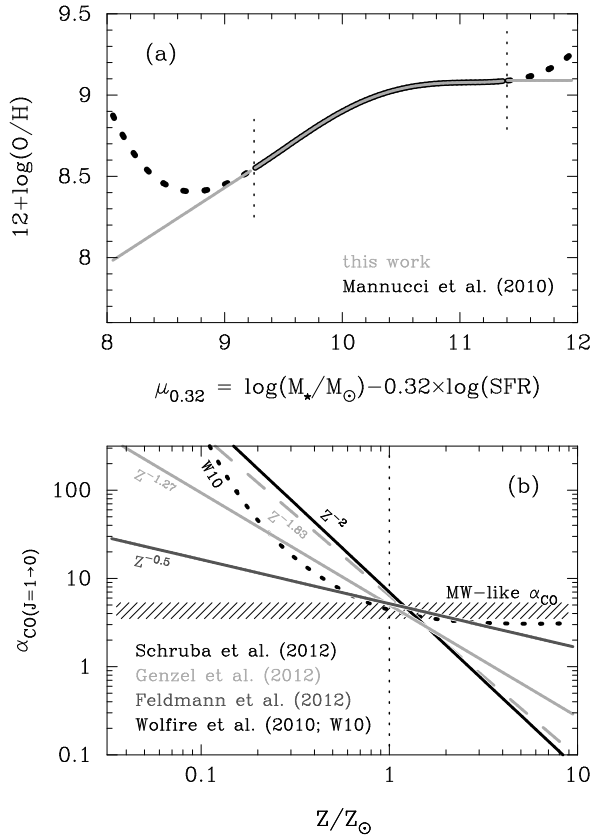 9.5
(a)
9
12+log(O/H)
8.5
8
this work
Mannucci et al. (2010)
8 9 10 11 12
μ0.32 = log(M⋆/M⊙)−0.32×log(SFR)
(b)
100
W10
Z−1.27
Z−1.83
Z−2
Z−0.5
αCO(J=1→0)
10
MW-like αCO
1
Schruba et al. (2012)
Genzel et al. (2012)
Feldmann et al. (2012)
Wolfire et al. (2010; W10)
0.1
0.1 1 10
Z/Z⊙